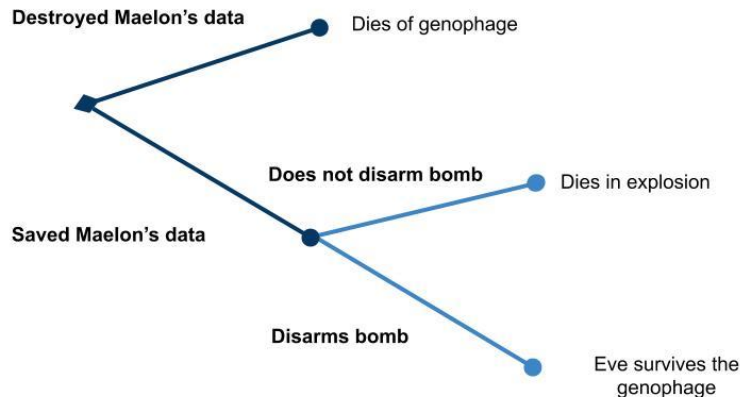 Destroyed Maelon’s data
Dies of genophage
Does not disarm bomb
Dies in explosion
Saved Maelon’s data
Disarms bomb
Eve survives the
genophage